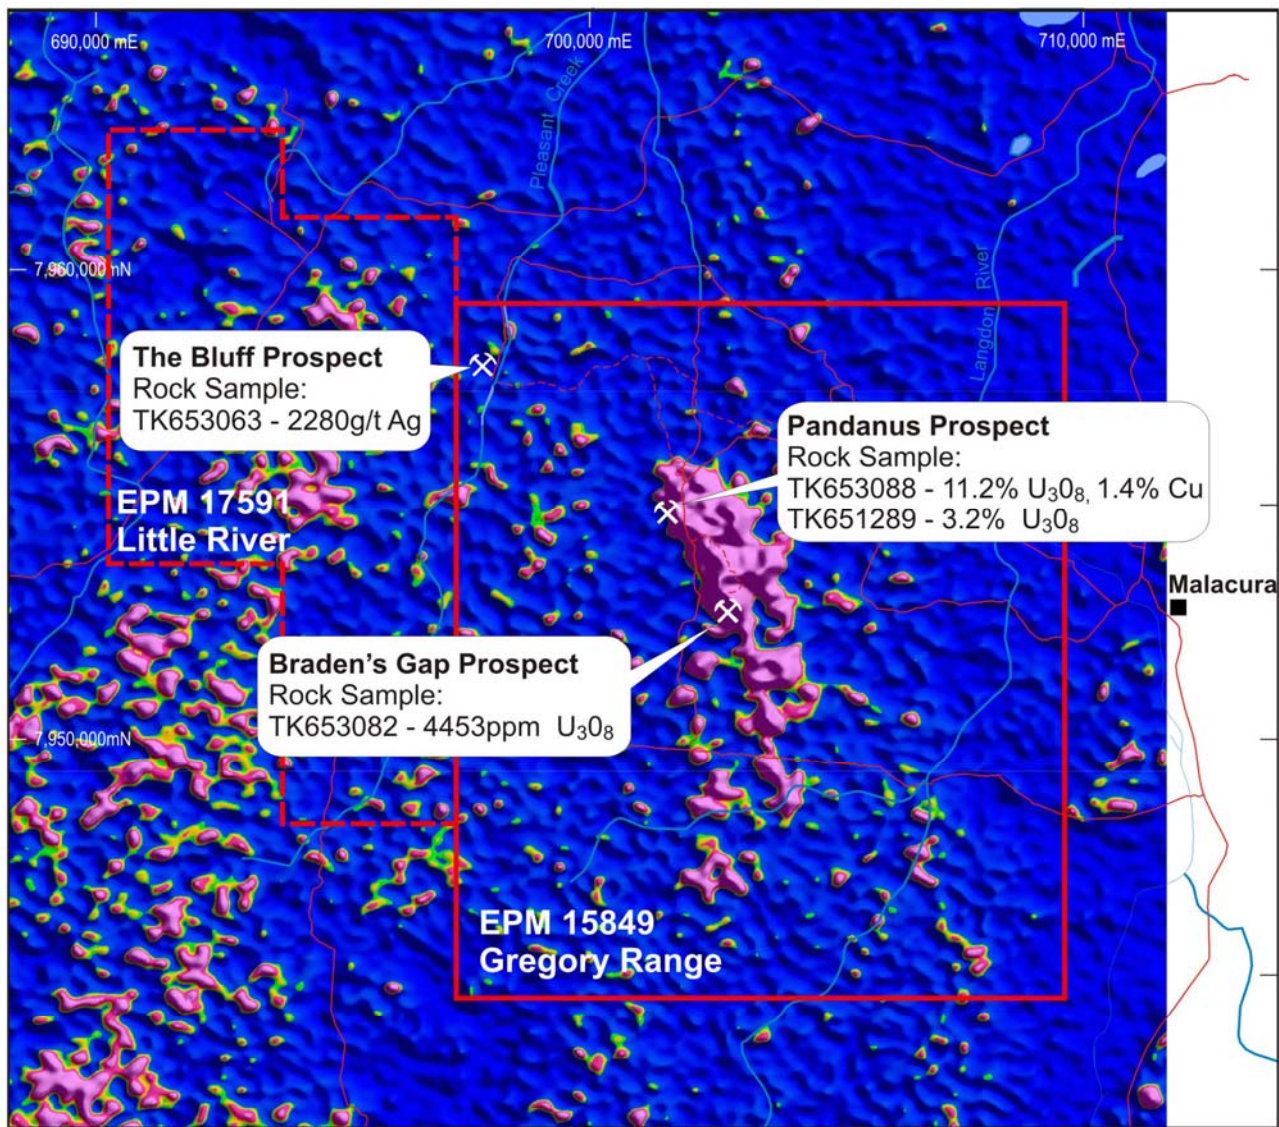 690,000 mE
700,000 mE
710,000 mE
Pleasant Creek
7,960,000 mN
Langdon River
The Bluff Prospect
Rock Sample:
TK653063 - 2280g/t Ag
Pandanus Prospect
Rock Sample:
TK653088 - 11.2% U₃0₈, 1.4% Cu
TK651289 - 3.2% U₃0₈
EPM 17591
Little River
Malacura
Braden's Gap Prospect
Rock Sample:
TK653082 - 4453ppm U₃0₈
7,950,000mN
EPM 15849
Gregory Range